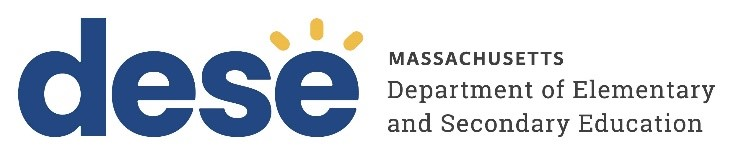 dese
MASSACHUSETTS
Department of Elementary
and Secondary Education